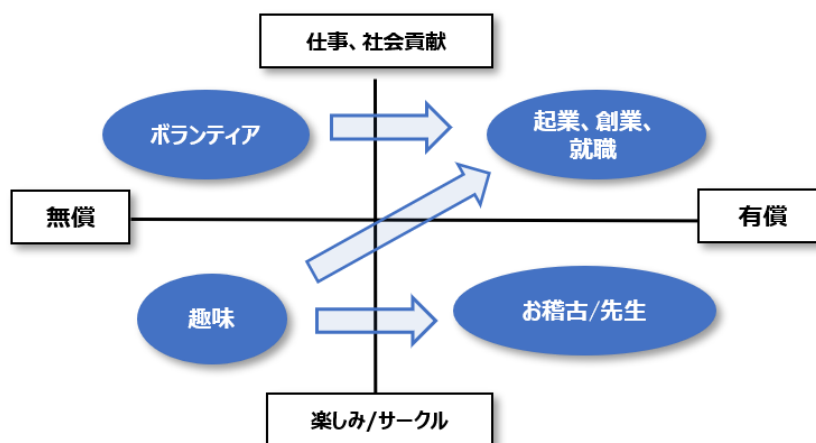 仕事、社会貢献
ボランティア
起業、創業、
就職
無償
有償
趣味
お稽古/先生
楽しみ/サークル